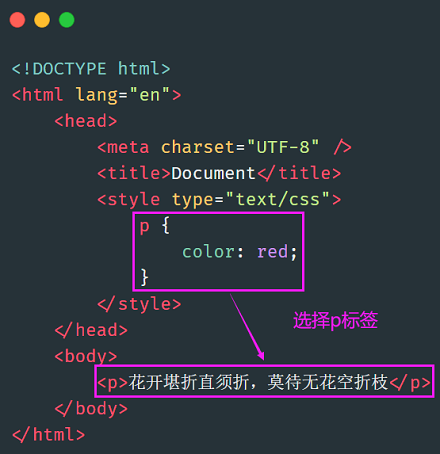 <!DOCTYPE html>
<html lang="en">
    <head>
        <meta charset="UTF-8" />
        <title>Document</title>
        <style type="text/css">
            p {
                color: red;
            }
        </style>
选择p标签
    </head>
    <body>
        <p>花开堪折直须折，莫待无花空折枝</p>
    </body>
</html>